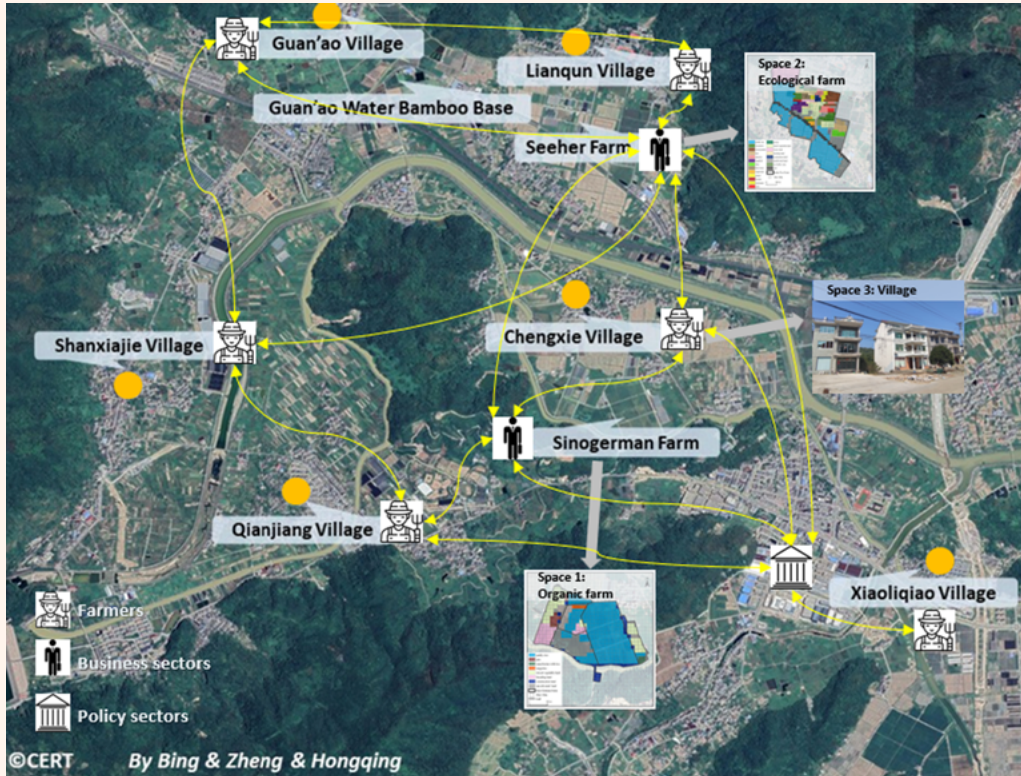 Guan'ao Village
Lianqun Village
Space 2:
Ecological farm
Guan'ao Water Bamboo Base
Seeher Farm
Space 3: Village
Chengxie Village
Shanxiajie Village
Sinogerman Farm
Qianjiang Village
Space 1:
Organic farm
Xiaoliqiao Village
Farmers
Business sectors
Policy sectors
©CERT By Bing & Zheng & Hongqing